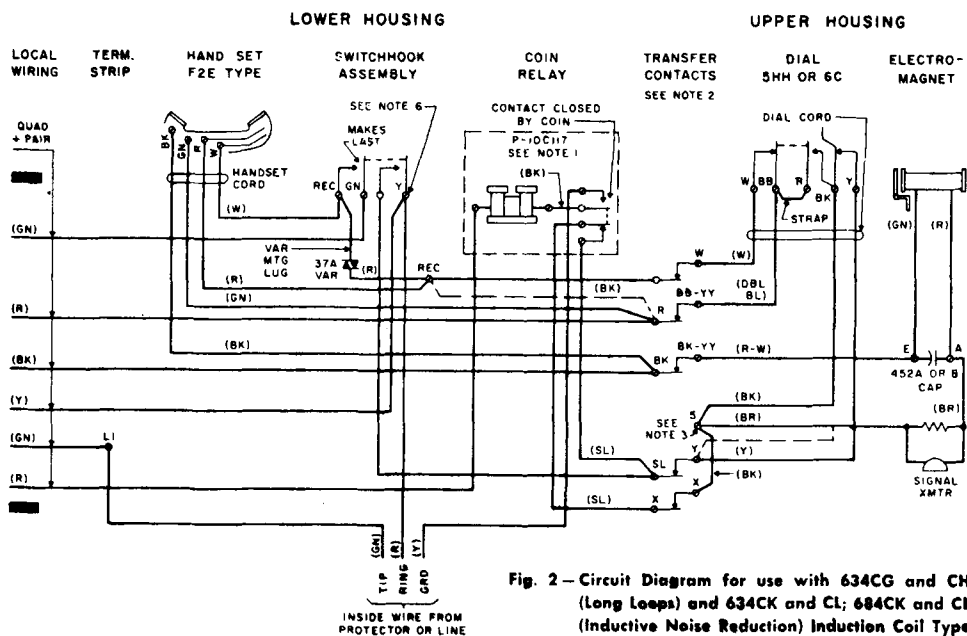 LOWER HOUSING
UPPER HOUSING
LOCAL
WIRING
TERM.
STRIP
HAND SET
F2E TYPE
SWITCHHOOK
ASSEMBLY
COIN
RELAY
TRANSFER
CONTACTS
SEE NOTE 2
DIAL
5HH OR 6C
ELECTRO-
MAGNET
QUAD
+ PAIR
SEE NOTE 6
MAKES
LAST
CONTACT CLOSED
BY COIN
P-10C117
SEE NOTE 1
DIAL CORD
BK
GN
R
W
HANDSET
CORD
REC
GN
Y
(BK)
W
BB
R
BK
Y
STRAP
(GN)
(R)
(W)
(GN)
VAR
MTG
LUG
37A
VAR
(R)
REC
W
(W)
(R)
(GN)
(BK)
BB-YY
(DBL
BL)
(R)
R
(BK)
BK-YY
(R-W)
E
A
(BK)
BK
452A OR B
CAP
(Y)
(BK)
S
(BR)
(BR)
SEE
NOTE 3
(GN)
L1
(SL)
SL
Y
(Y)
(BK)
(R)
(SL)
X
X
SIGNAL
XMTR
(GN)
(R)
(Y)
TIP
RING
GRD
INSIDE WIRE FROM
PROTECTOR OR LINE
Fig. 2 – Circuit Diagram for use with 634CG and CH
(Long Loops) and 634CK and CL; 684CK and CL
(Inductive Noise Reduction) Induction Coil Type